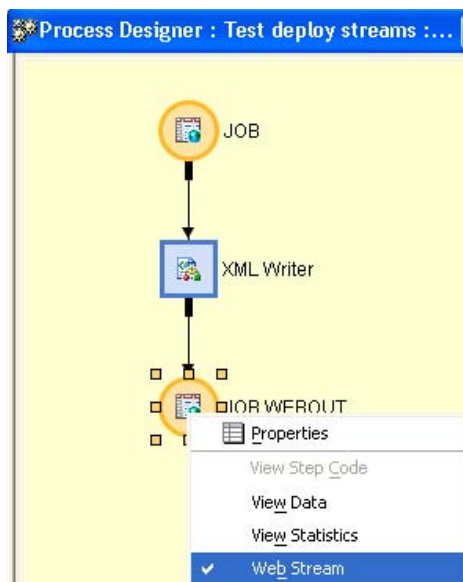 Process Designer : Test deploy streams :...
JOB
XML Writer
JOB WEBOUT
Properties
View Step Code
View Data
View Statistics
Web Stream